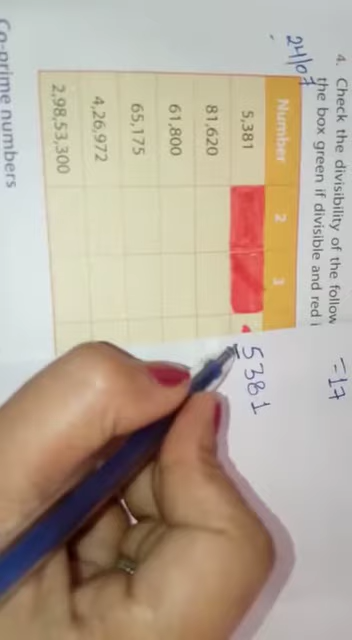 4. Check the divisibility of the follow
the box green if divisible and red i
24/07
Number 2 3
5,381
81,620
61,800
65,175
4,26,972
2,98,53,300
Co-prime numbers
=17
5381